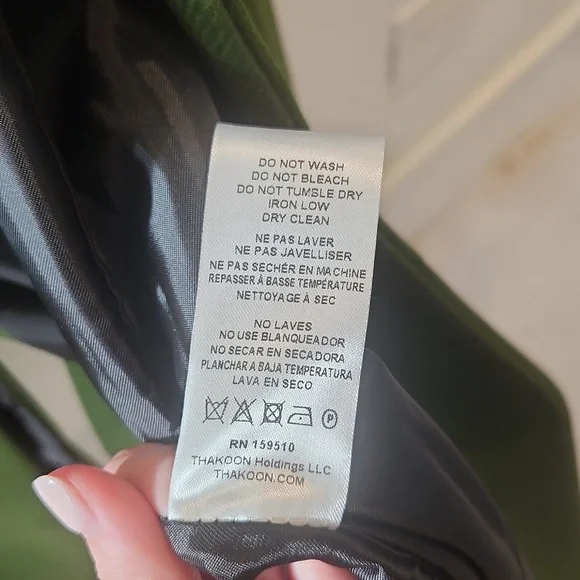 DO NOT WASH
DO NOT BLEACH
DO NOT TUMBLE DRY
IRON LOW
DRY CLEAN
NE PAS LAVER
NE PAS JAVELLISER
NE PAS SECHER EN MACHINE
REPASSER À BASSE TEMPÉRATURE
NETTOYAGE À SEC
NO LAVES
NO USE BLANQUEADOR
NO SECAR EN SECADORA
PLANCHAR A BAJA TEMPERATURA
LAVA EN SECO
P
RN 159510
THAKOON Holdings LLC
THAKOON.COM